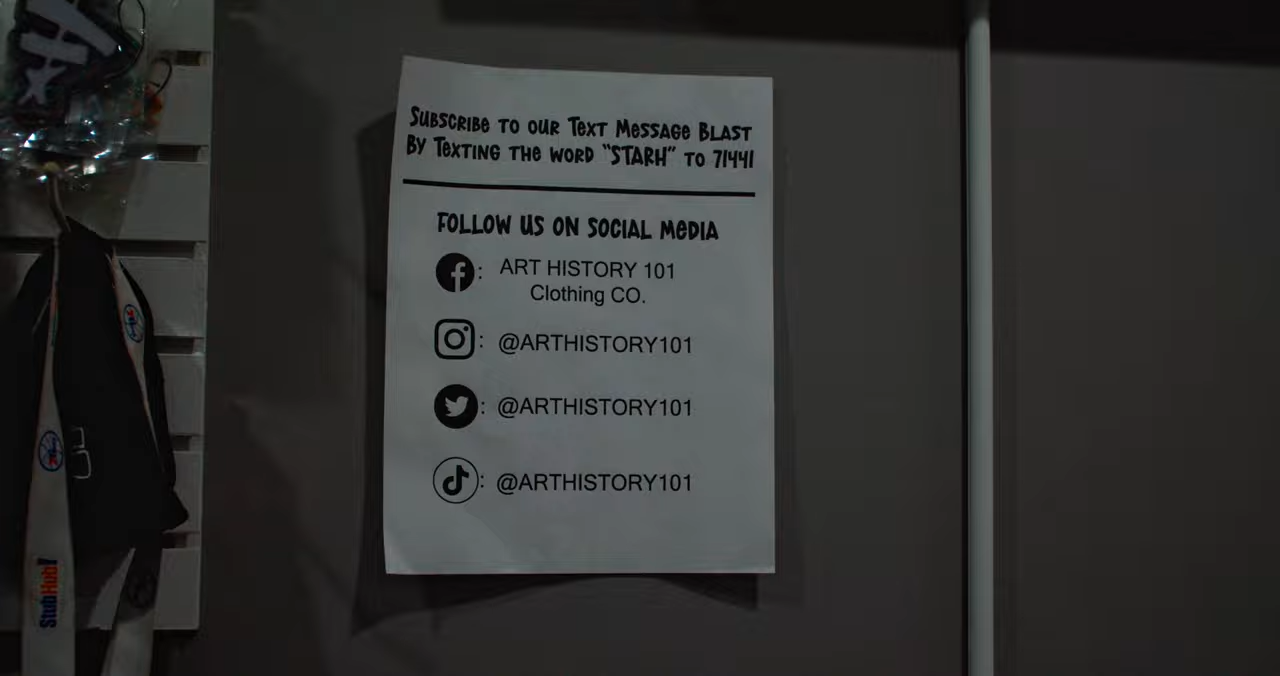 Subscribe to our Text Message Blast
By Texting the word "STARH" to 71441
Follow us on social media
: ART HISTORY 101
Clothing CO.
: @ARTHISTORY101
: @ARTHISTORY101
: @ARTHISTORY101
StubHub!